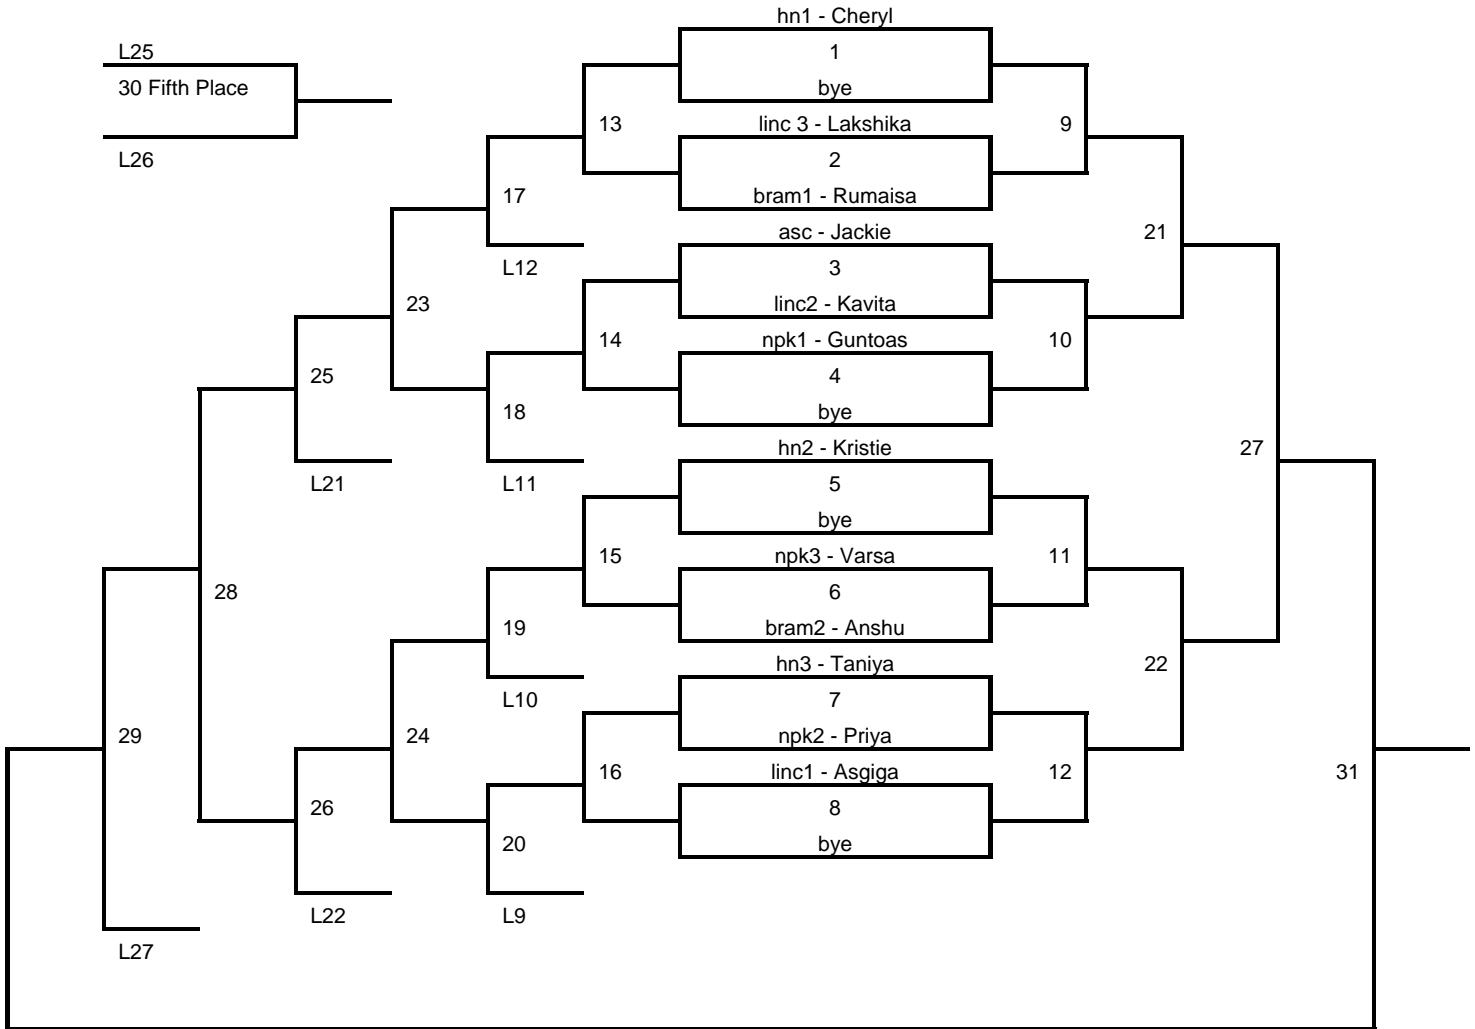 hn1 - Cheryl
L25
1
30 Fifth Place
bye
13
linc 3 - Lakshika
9
L26
2
17
bram1 - Rumaisa
asc - Jackie
21
L12
3
23
linc2 - Kavita
14
npk1 - Guntoas
10
25
4
18
bye
hn2 - Kristie
27
L21
L11
5
bye
15
npk3 - Varsa
11
28
6
19
bram2 - Anshu
hn3 - Taniya
22
L10
7
29
24
npk2 - Priya
16
linc1 - Asgiga
12
31
26
8
20
bye
L22
L9
L27